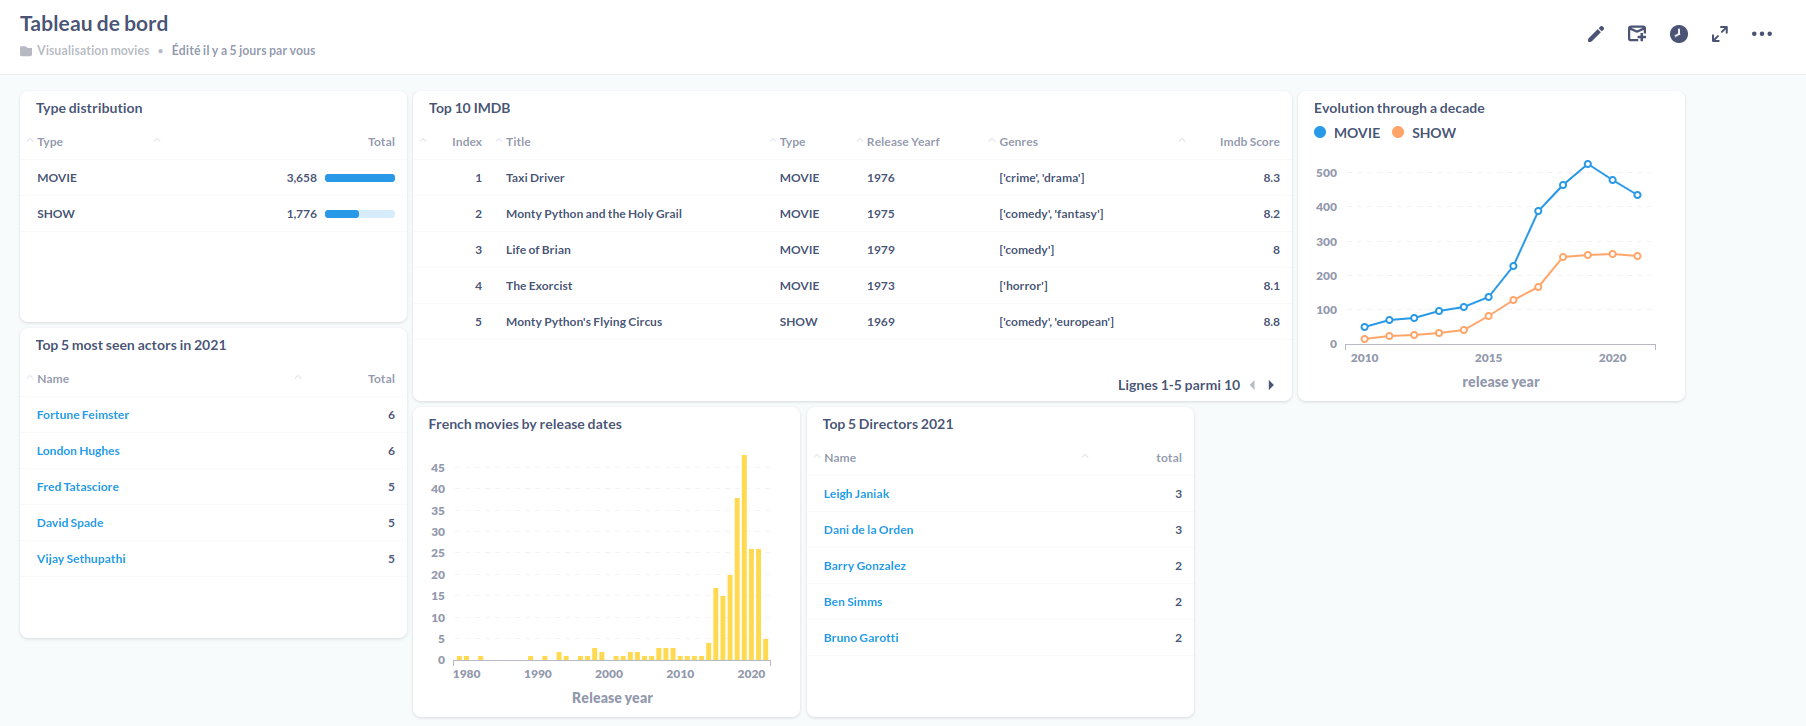 Tableau de bord
Visualisation movies • Édité il y a 5 jours par vous
Type distribution
Type Total
MOVIE 3,658
SHOW 1,776
Top 10 IMDB
Index Title Type Release Yearf Genres Imdb Score
1 Taxi Driver MOVIE 1976 ['crime', 'drama'] 8.3
2 Monty Python and the Holy Grail MOVIE 1975 ['comedy', 'fantasy'] 8.2
3 Life of Brian MOVIE 1979 ['comedy'] 8
4 The Exorcist MOVIE 1973 ['horror'] 8.1
5 Monty Python's Flying Circus SHOW 1969 ['comedy', 'european'] 8.8
Lignes 1-5 parmi 10
Evolution through a decade
MOVIE SHOW
500
400
300
200
100
0
2010 2015 2020
release year
Top 5 most seen actors in 2021
Name Total
Fortune Feimster 6
London Hughes 6
Fred Tatasciore 5
David Spade 5
Vijay Sethupathi 5
French movies by release dates
45
40
35
30
25
20
15
10
5
0
1980 1990 2000 2010 2020
Release year
Top 5 Directors 2021
Name total
Leigh Janiak 3
Dani de la Orden 3
Barry Gonzalez 2
Ben Simms 2
Bruno Garotti 2